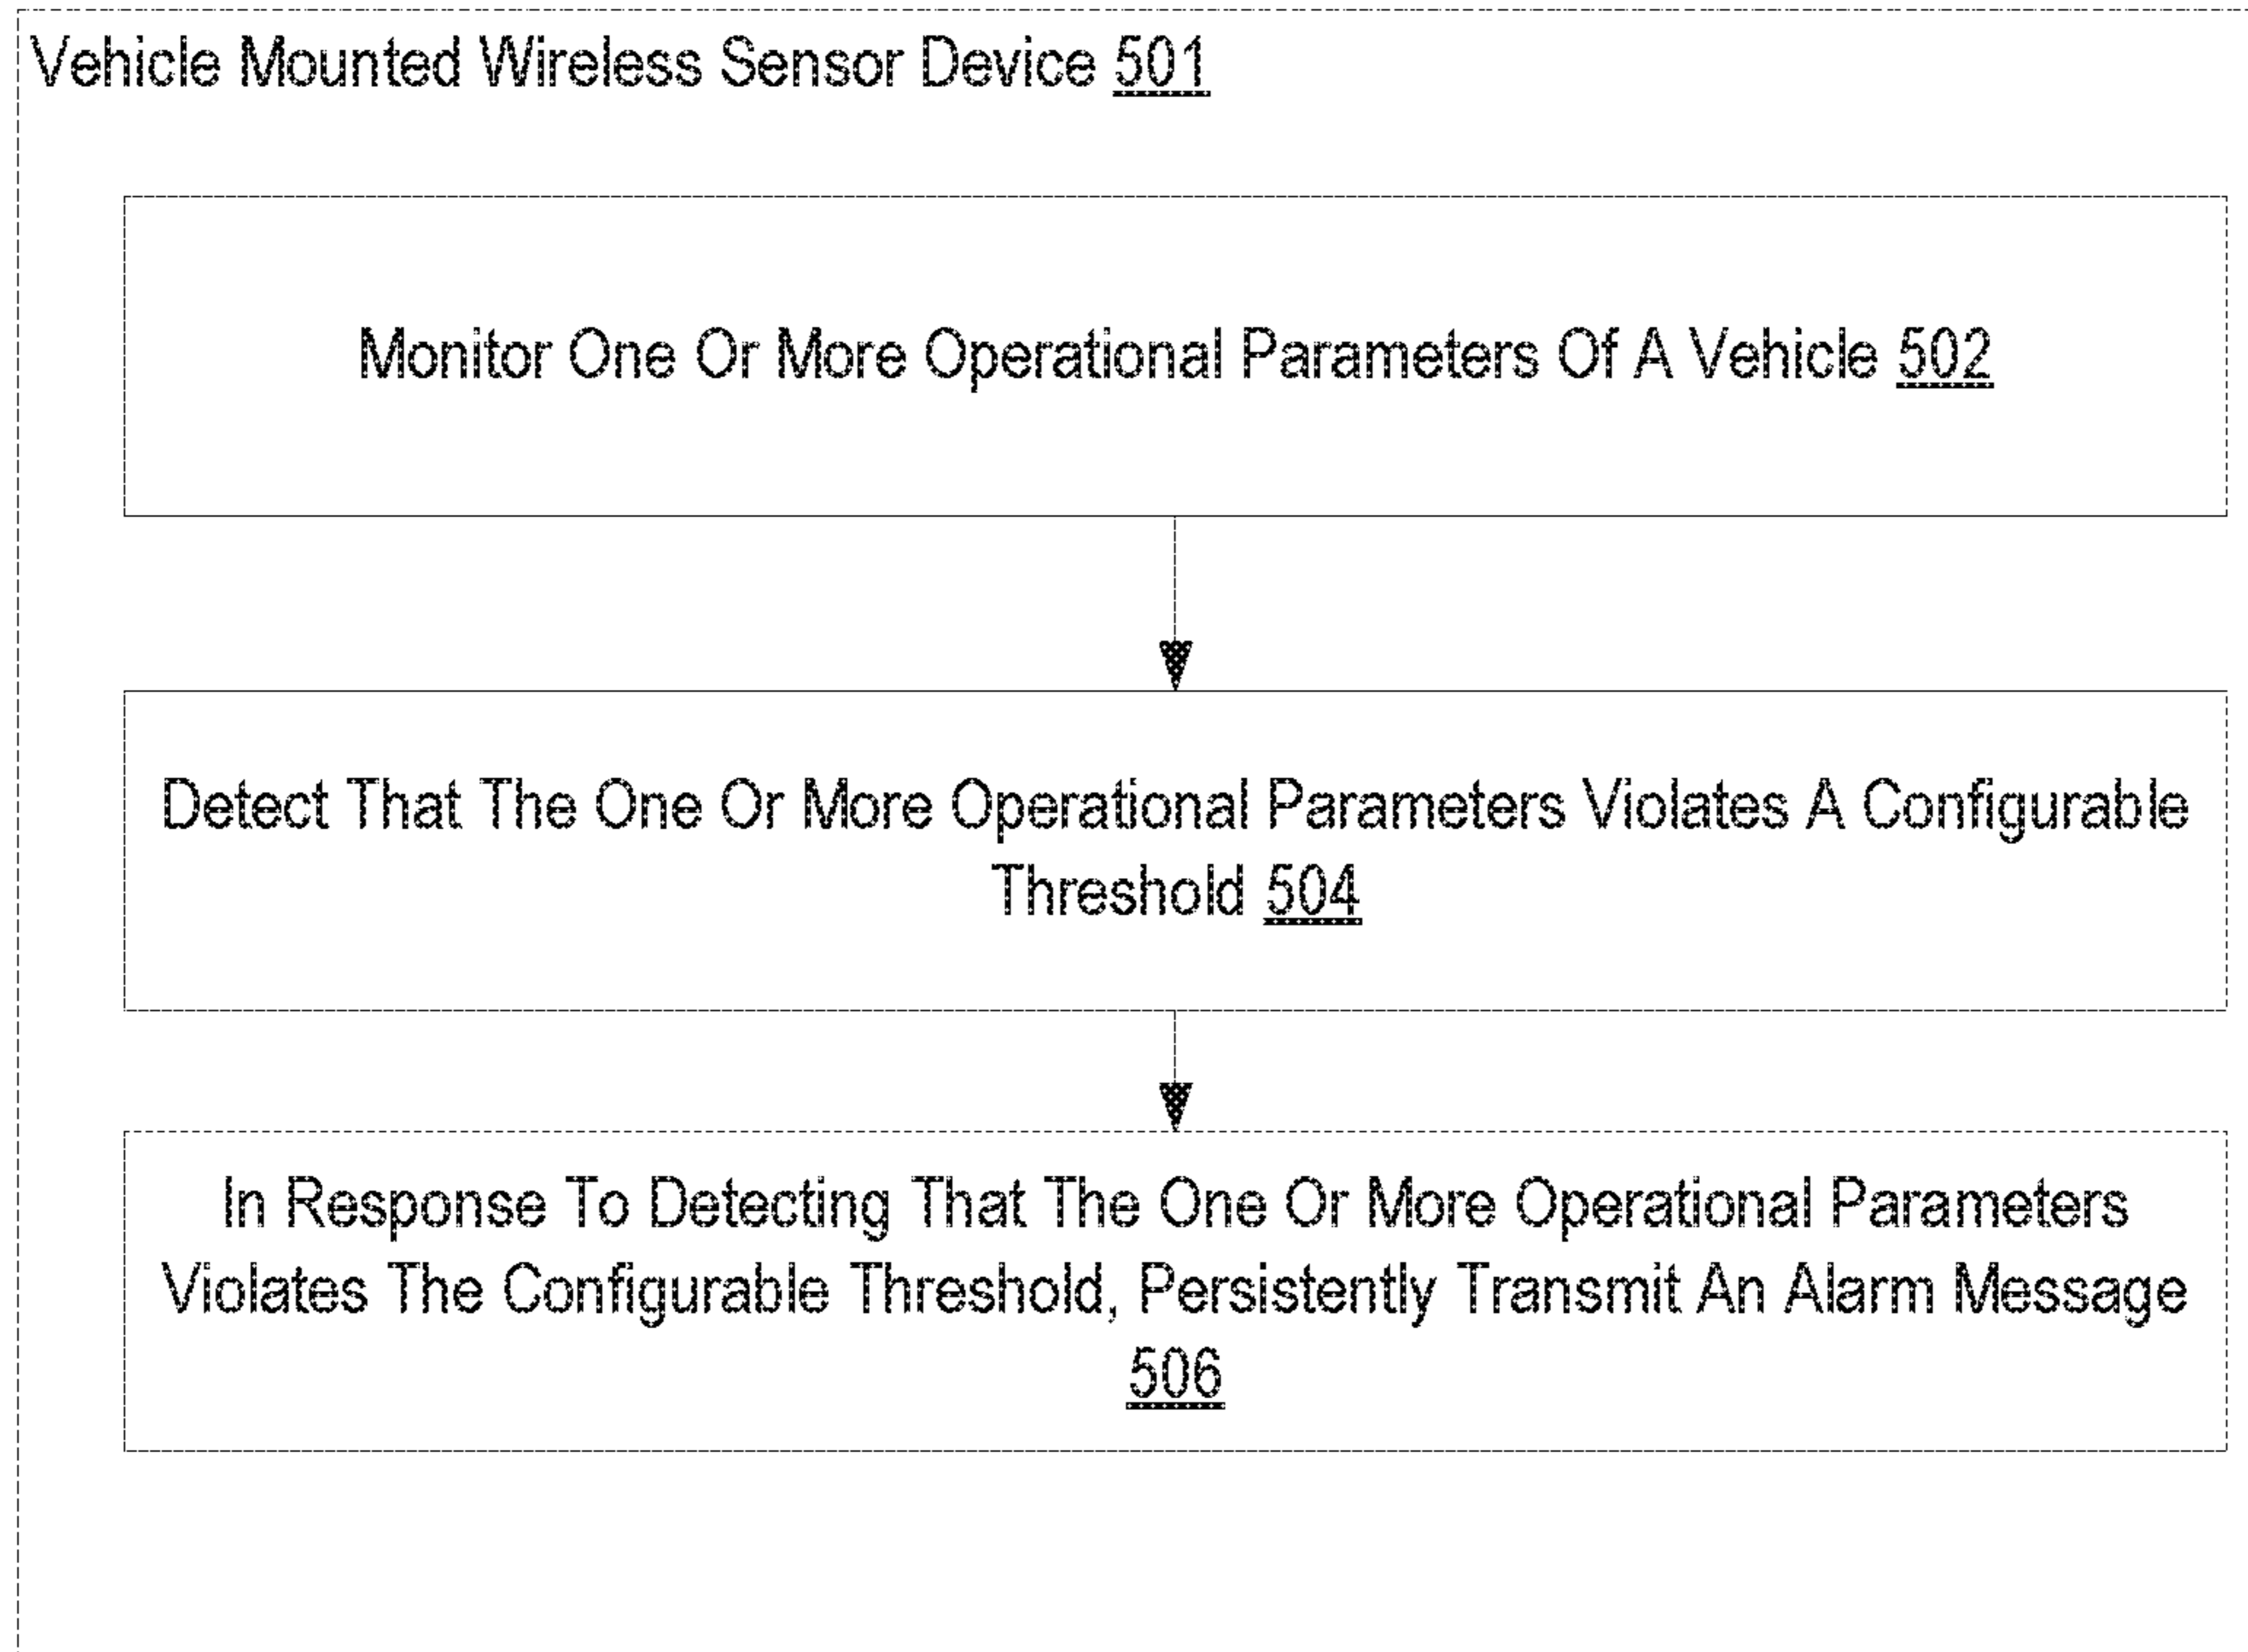 Vehicle Mounted Wireless Sensor Device 501
Monitor One Or More Operational Parameters Of A Vehicle 502
Detect That The One Or More Operational Parameters Violates A Configurable
Threshold 504
In Response To Detecting That The One Or More Operational Parameters
Violates The Configurable Threshold, Persistently Transmit An Alarm Message
506